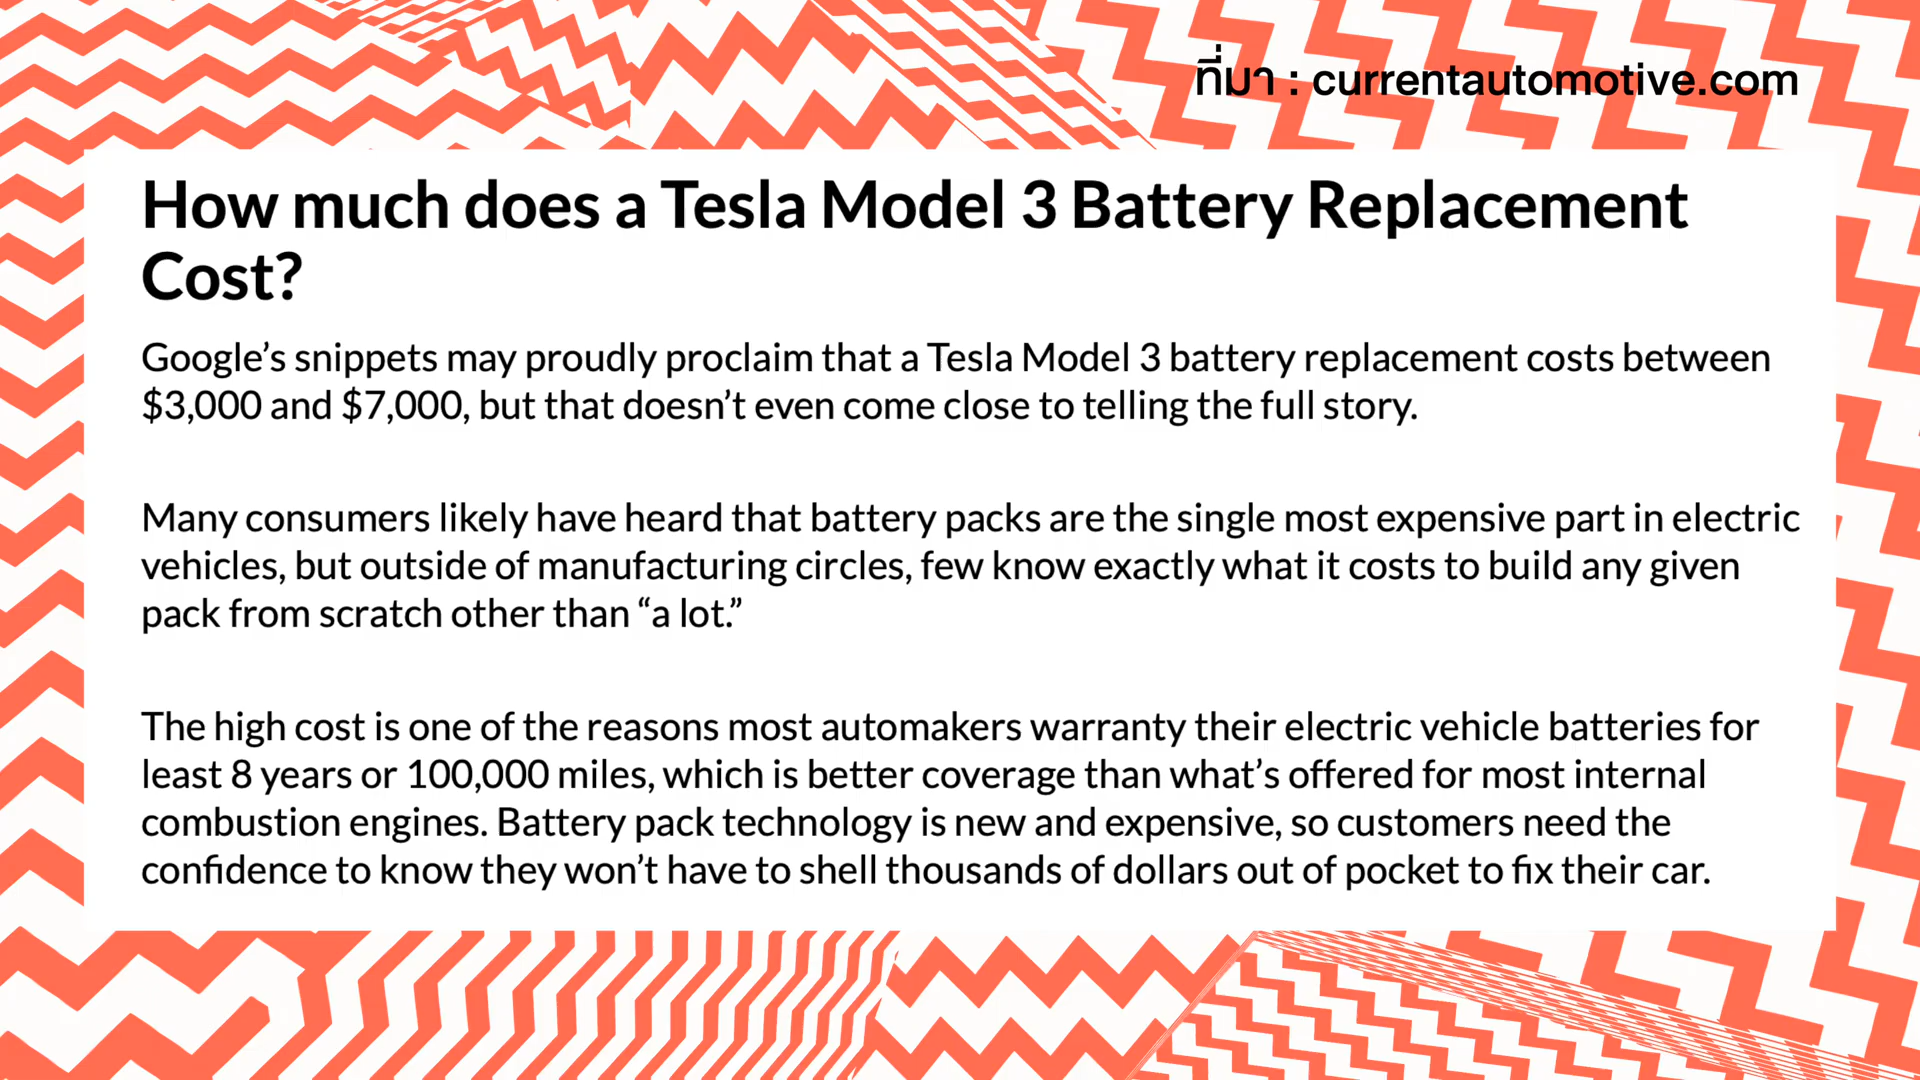 ที่มา : currentautomotive.com
How much does a Tesla Model 3 Battery Replacement
Cost?
Google’s snippets may proudly proclaim that a Tesla Model 3 battery replacement costs between
$3,000 and $7,000, but that doesn’t even come close to telling the full story.
Many consumers likely have heard that battery packs are the single most expensive part in electric
vehicles, but outside of manufacturing circles, few know exactly what it costs to build any given
pack from scratch other than “a lot.”
The high cost is one of the reasons most automakers warranty their electric vehicle batteries for
least 8 years or 100,000 miles, which is better coverage than what’s offered for most internal
combustion engines. Battery pack technology is new and expensive, so customers need the
confidence to know they won’t have to shell thousands of dollars out of pocket to fix their car.